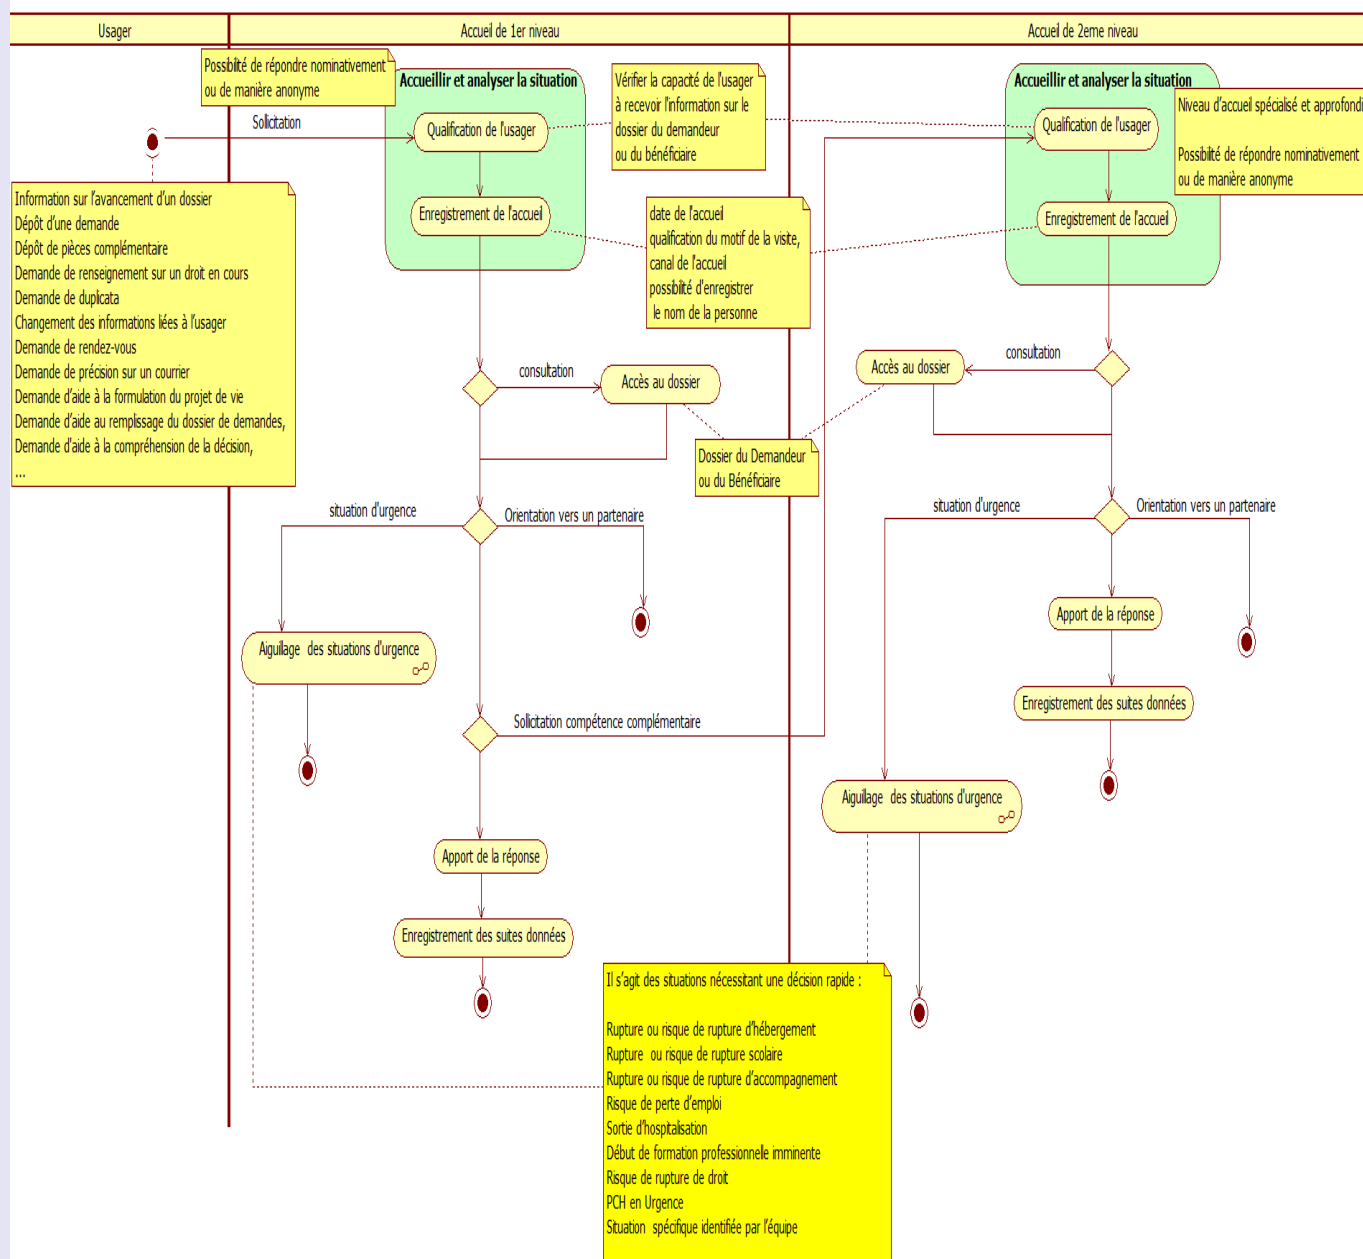 Usager
Accueil de 1er niveau
Accueil de 2eme niveau
Possibilité de répondre nominativement
ou de manière anonyme
Accueillir et analyser la situation
Vérifier la capacité de l'usager
à recevoir l'information sur le
dossier du demandeur
ou du bénéficiaire
Accueillir et analyser la situation
Niveau d'accueil spécialisé et approfondi
Possibilité de répondre nominativement
ou de manière anonyme
Sollicitation
Qualification de l'usager
Qualification de l'usager
Information sur l'avancement d'un dossier
Dépôt d'une demande
Dépôt de pièces complémentaire
Demande de renseignement sur un droit en cours
Demande de duplicata
Changement des informations liées à l'usager
Demande de rendez-vous
Demande de précision sur un courrier
Demande d'aide à la formulation du projet de vie
Demande d'aide au remplissage du dossier de demandes,
Demande d'aide à la compréhension de la décision,
...
Enregistrement de l'accueil
date de l'accueil
qualification du motif de la visite,
canal de l'accueil
possibilité d'enregistrer
le nom de la personne
Enregistrement de l'accueil
consultation
Accès au dossier
Accès au dossier
consultation
Dossier du Demandeur
ou du Bénéficiaire
situation d'urgence
Orientation vers un partenaire
situation d'urgence
Orientation vers un partenaire
Aiguillage des situations d'urgence
Apport de la réponse
Enregistrement des suites données
Sollicitation compétence complémentaire
Aiguillage des situations d'urgence
Apport de la réponse
Enregistrement des suites données
Il s'agit des situations nécessitant une décision rapide :
Rupture ou risque de rupture d'hébergement
Rupture ou risque de rupture scolaire
Rupture ou risque de rupture d'accompagnement
Risque de perte d'emploi
Sortie d'hospitalisation
Début de formation professionnelle imminente
Risque de rupture de droit
PCH en Urgence
Situation spécifique identifiée par l'équipe